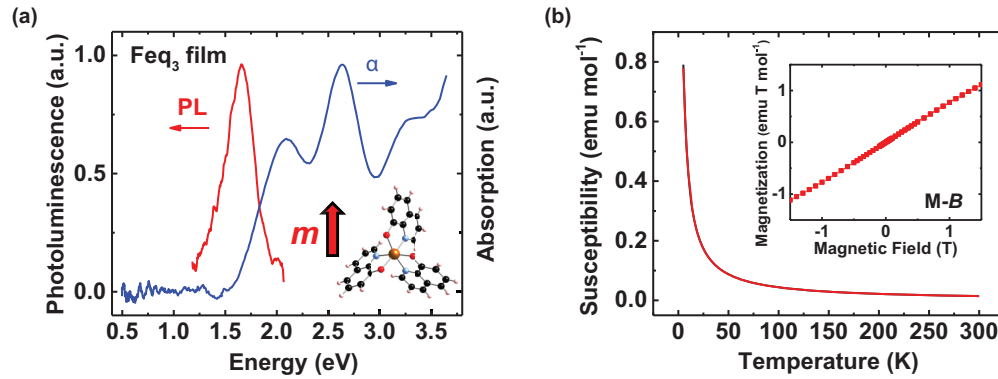 (a)
Feq₃ film
PL
α
m
Photoluminescence (a.u.)
1.0
0.5
0.0
Absorption (a.u.)
0.5 1.0 1.5 2.0 2.5 3.0 3.5
Energy (eV)
(b)
Susceptibility (emu mol⁻¹)
0.8
0.6
0.4
0.2
0.0
0 50 100 150 200 250 300
Temperature (K)
Magnetization (emu T mol⁻¹)
1
0
-1
M-B
-1 0 1
Magnetic Field (T)